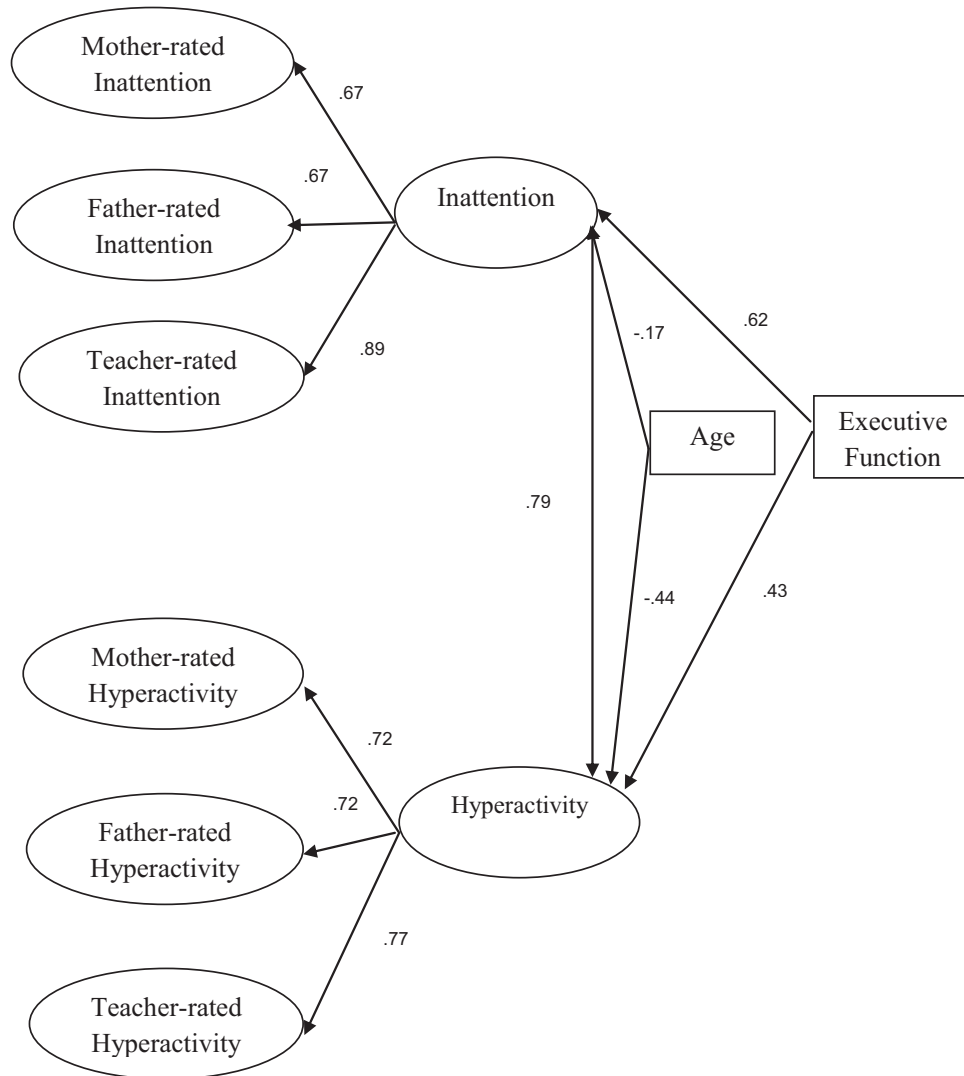 Mother-rated
Inattention
.67
Father-rated
Inattention
.67
Teacher-rated
Inattention
.89
Inattention
-.17
.62
Age
Executive
Function
.79
-.44
.43
Mother-rated
Hyperactivity
.72
Father-rated
Hyperactivity
.72
Teacher-rated
Hyperactivity
.77
Hyperactivity